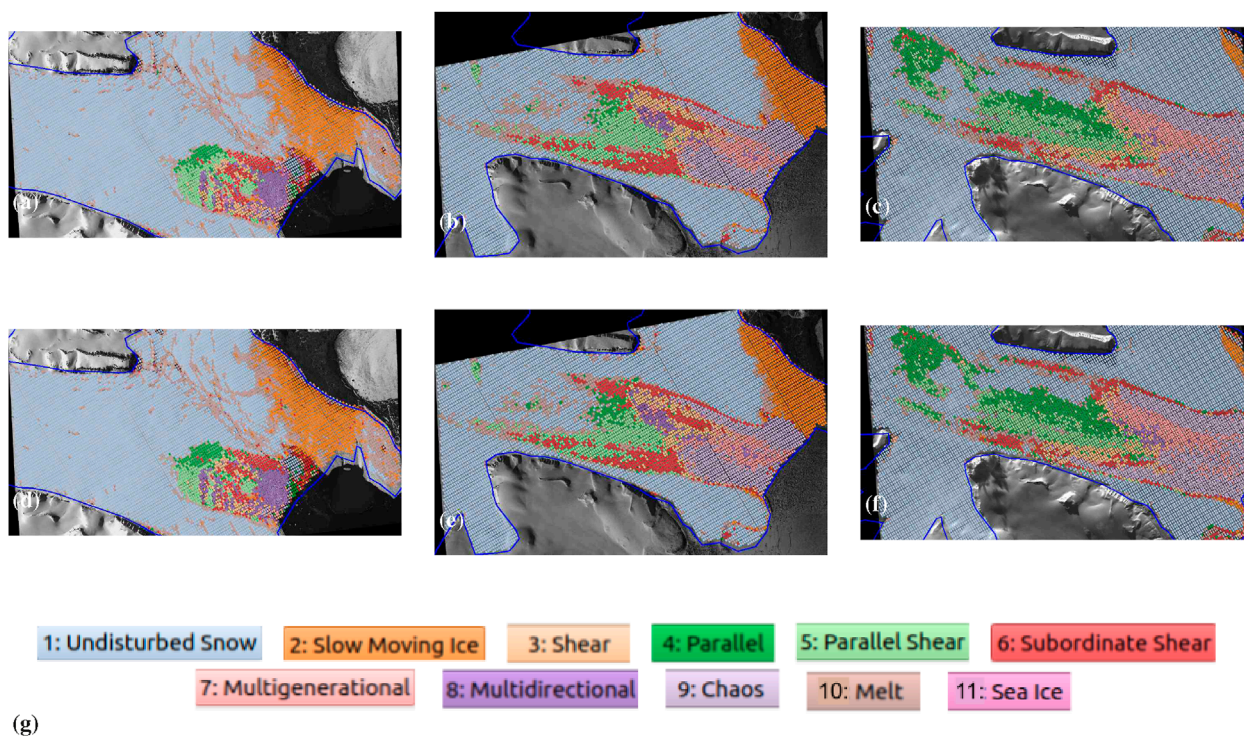 (a)
(b)
(c)
(d)
(e)
(f)
1: Undisturbed Snow 2: Slow Moving Ice 3: Shear 4: Parallel 5: Parallel Shear 6: Subordinate Shear
7: Multigenerational 8: Multidirectional 9: Chaos 10: Melt 11: Sea Ice
(g)